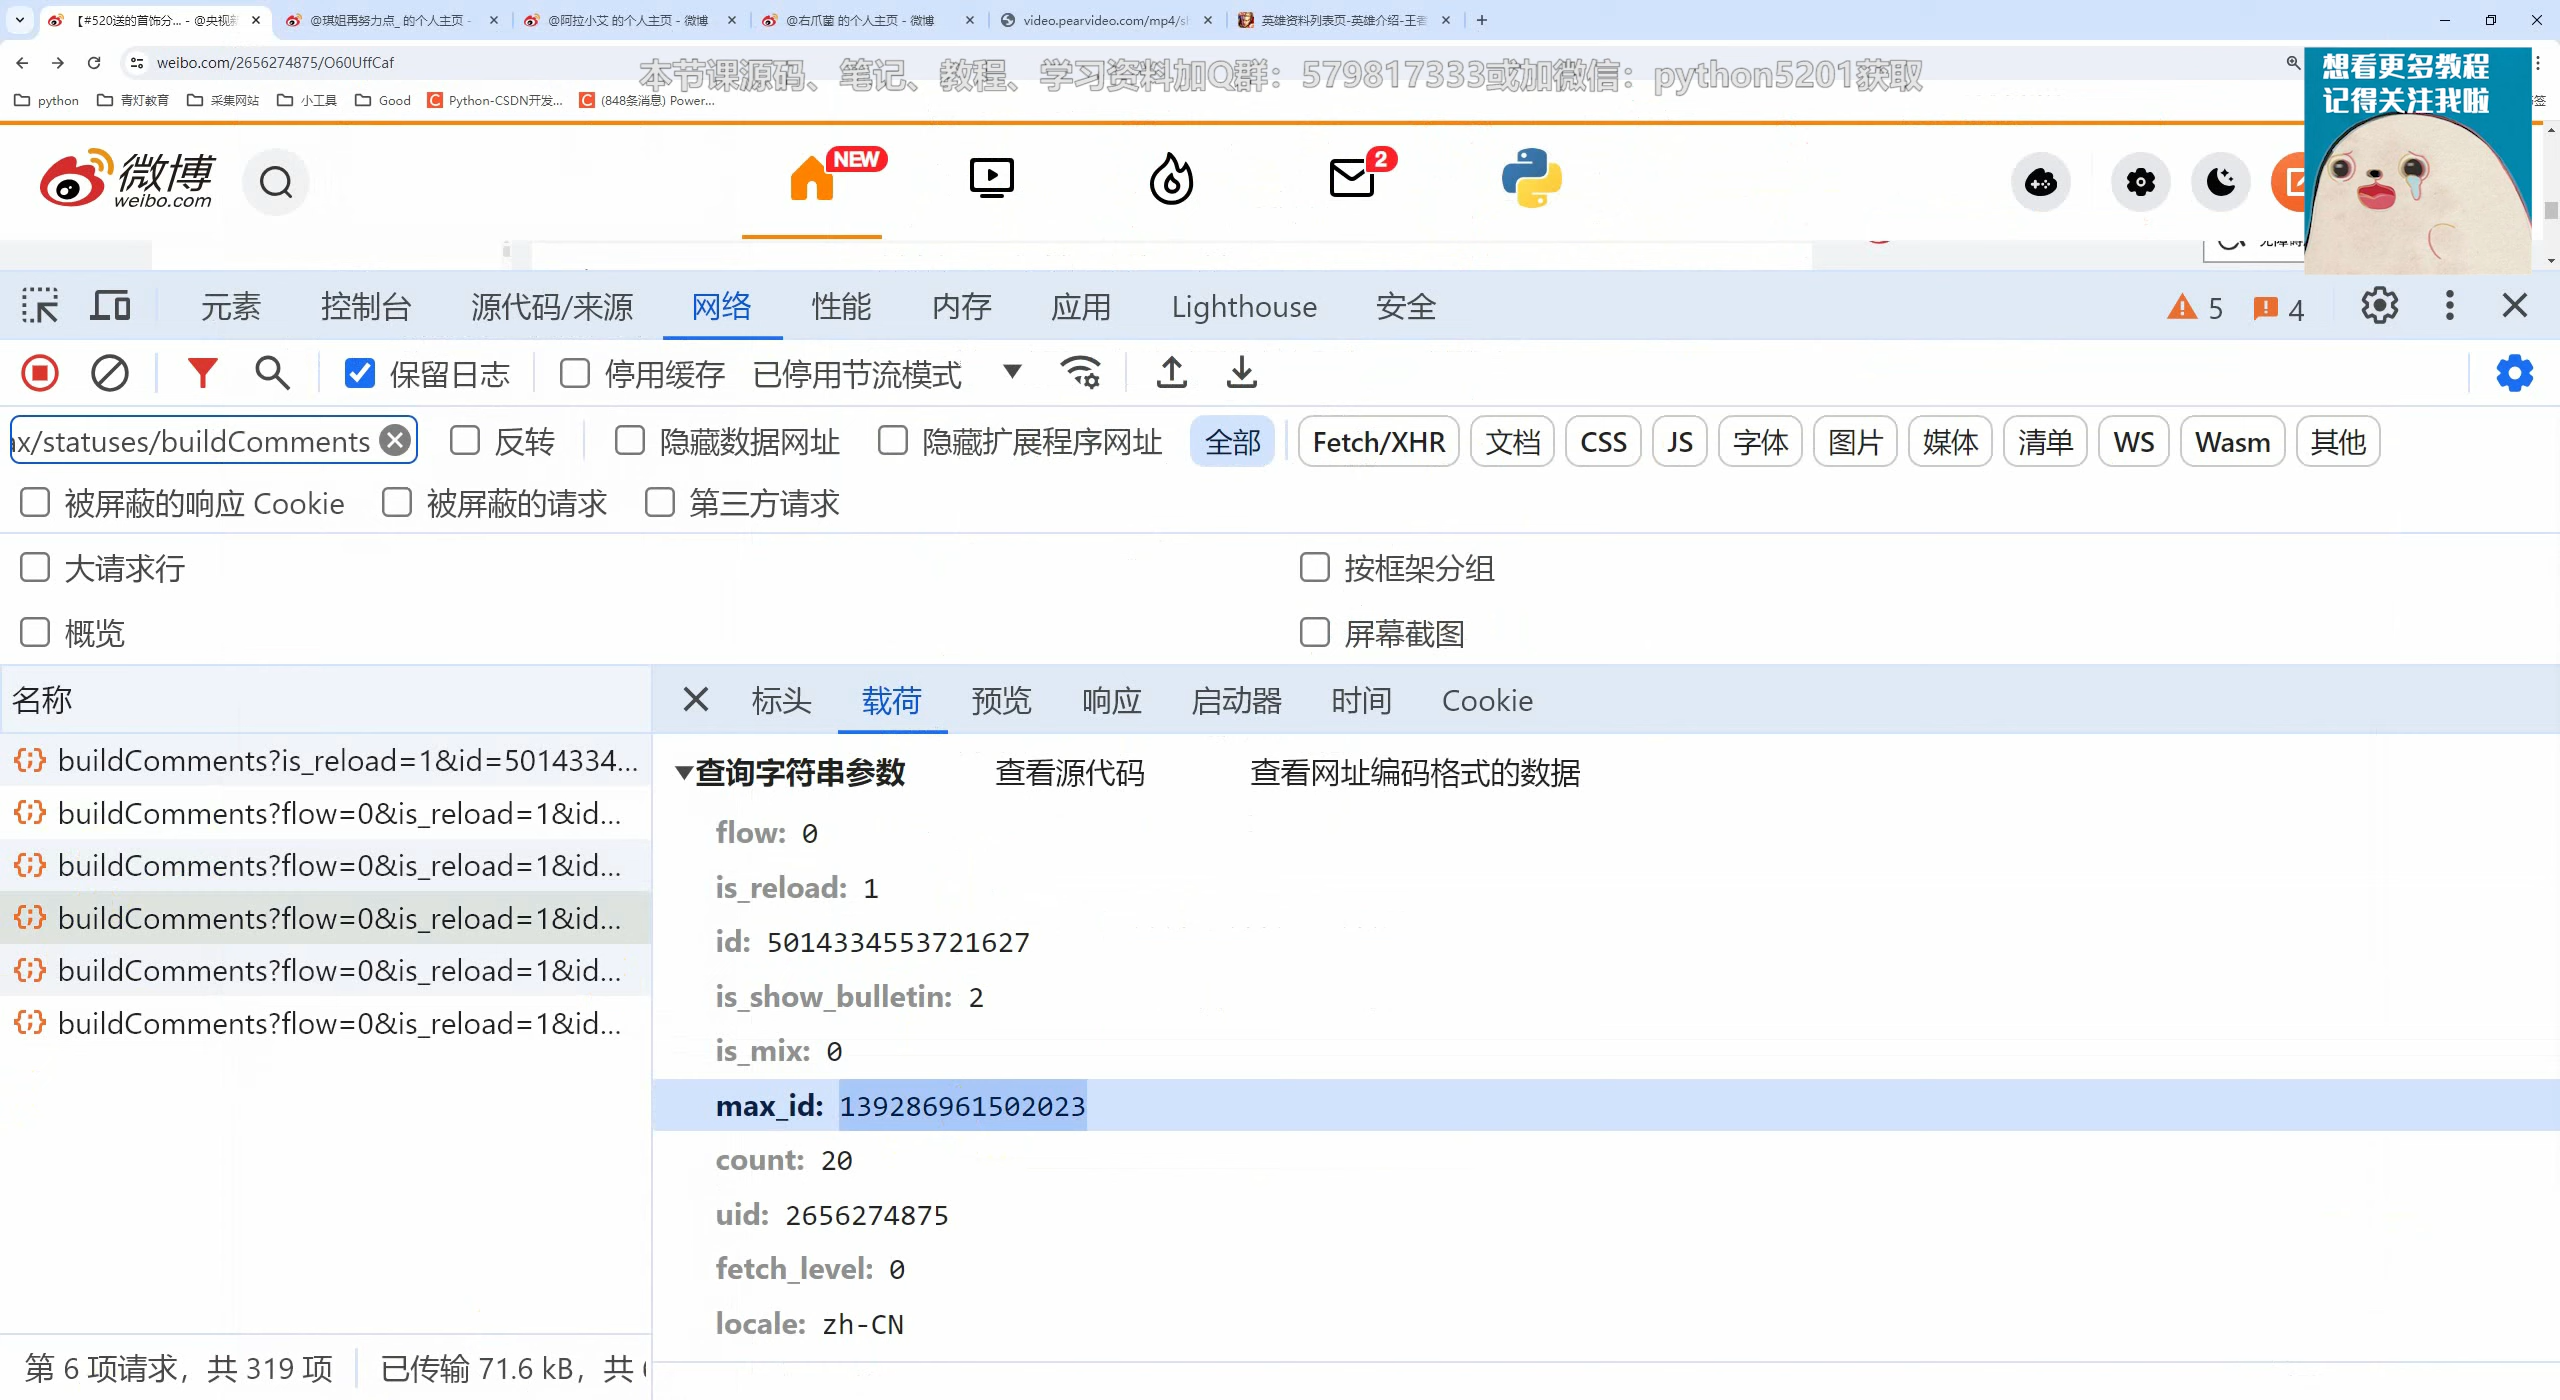 【#520送的首饰分... - @央视新
@琪姐再努力点_ 的个人主页 -
@阿拉小艾 的个人主页 - 微博
@右爪蓝 的个人主页 - 微博
video.pearvideo.com/mp4/sl
英雄资料列表页-英雄介绍-王者
weibo.com/2656274875/O60UffCaf
本节课源码、笔记、教程、学习资料加Q群：579817333或加微信：python5201获取
想看更多教程
记得关注我啦
python
青灯教育
采集网站
小工具
Good
Python-CSDN开发...
(848条消息) Power...
签
微博
weibo.com
NEW
2
元素
控制台
源代码/来源
网络
性能
内存
应用
Lighthouse
安全
5
4
保留日志
停用缓存
已停用节流模式
ax/statuses/buildComments
反转
隐藏数据网址
隐藏扩展程序网址
全部
Fetch/XHR
文档
CSS
JS
字体
图片
媒体
清单
WS
Wasm
其他
被屏蔽的响应 Cookie
被屏蔽的请求
第三方请求
大请求行
按框架分组
概览
屏幕截图
名称
标头
载荷
预览
响应
启动器
时间
Cookie
buildComments?is_reload=1&id=5014334...
buildComments?flow=0&is_reload=1&id...
buildComments?flow=0&is_reload=1&id...
buildComments?flow=0&is_reload=1&id...
buildComments?flow=0&is_reload=1&id...
buildComments?flow=0&is_reload=1&id...
查询字符串参数
查看源代码
查看网址编码格式的数据
flow: 0
is_reload: 1
id: 5014334553721627
is_show_bulletin: 2
is_mix: 0
max_id: 139286961502023
count: 20
uid: 2656274875
fetch_level: 0
locale: zh-CN
第 6 项请求，共 319 项
已传输 71.6 kB，共